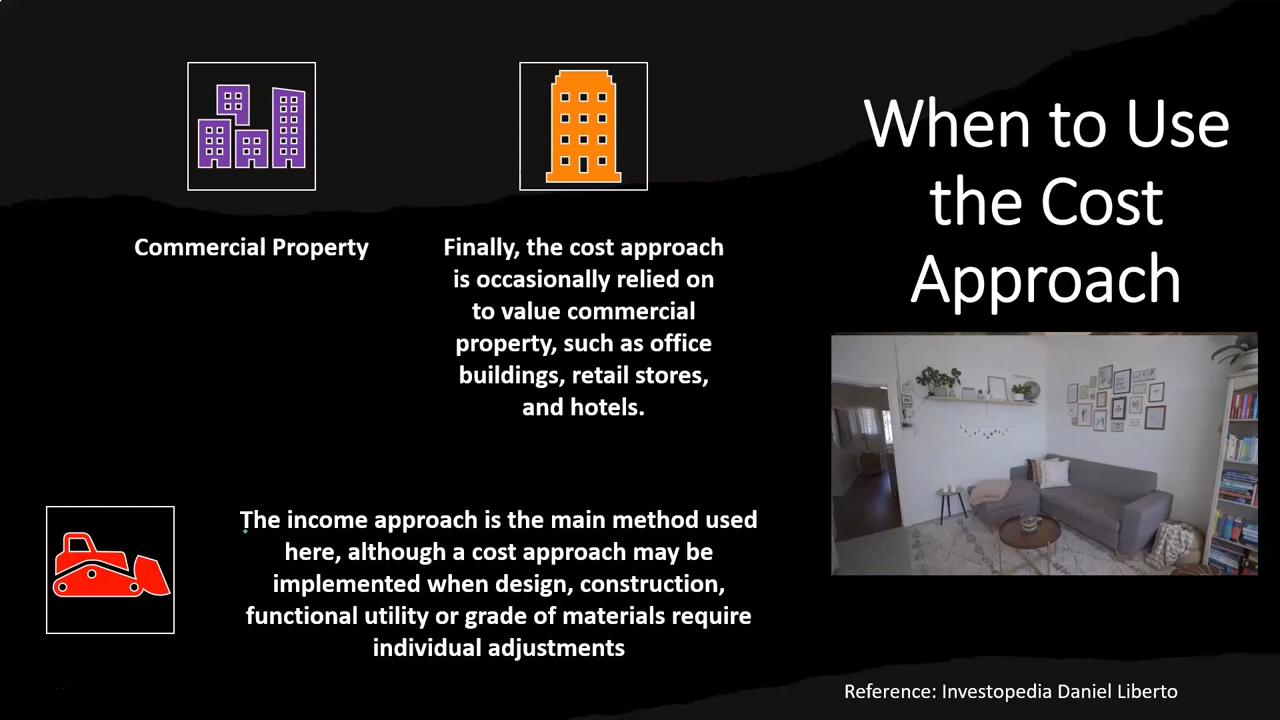 When to Use
the Cost
Approach
Commercial Property
Finally, the cost approach
is occasionally relied on
to value commercial
property, such as office
buildings, retail stores,
and hotels.
The income approach is the main method used
here, although a cost approach may be
implemented when design, construction,
functional utility or grade of materials require
individual adjustments
Reference: Investopedia Daniel Liberto